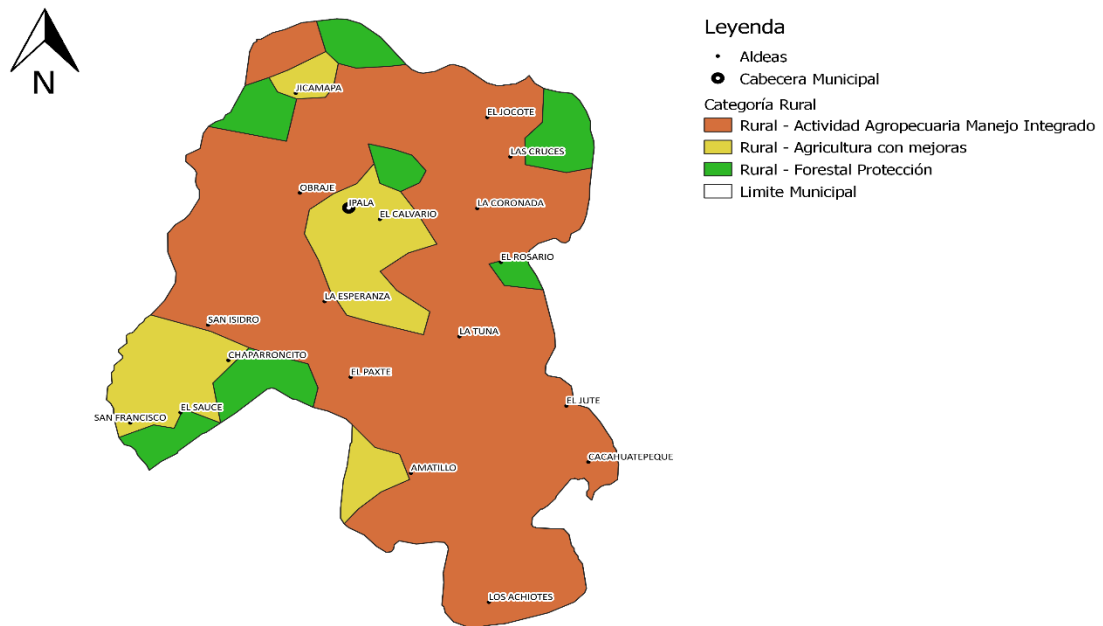 N
JICAMAPA
EL JOCOTE
LAS CRUCES
OBRAJE
IPALA
EL CALVARIO
LA CORONADA
EL ROSARIO
LA ESPERANZA
SAN ISIDRO
LA TUNA
CHAPARRONCITO
EL PAXTE
EL SAUCE
SAN FRANCISCO
EL JUTE
CACAHUATEPEQUE
AMATILLO
LOS ACHIOTES
Leyenda
Aldeas
Cabecera Municipal
Categoría Rural
Rural - Actividad Agropecuaria Manejo Integrado
Rural - Agricultura con mejoras
Rural - Forestal Protección
Limite Municipal